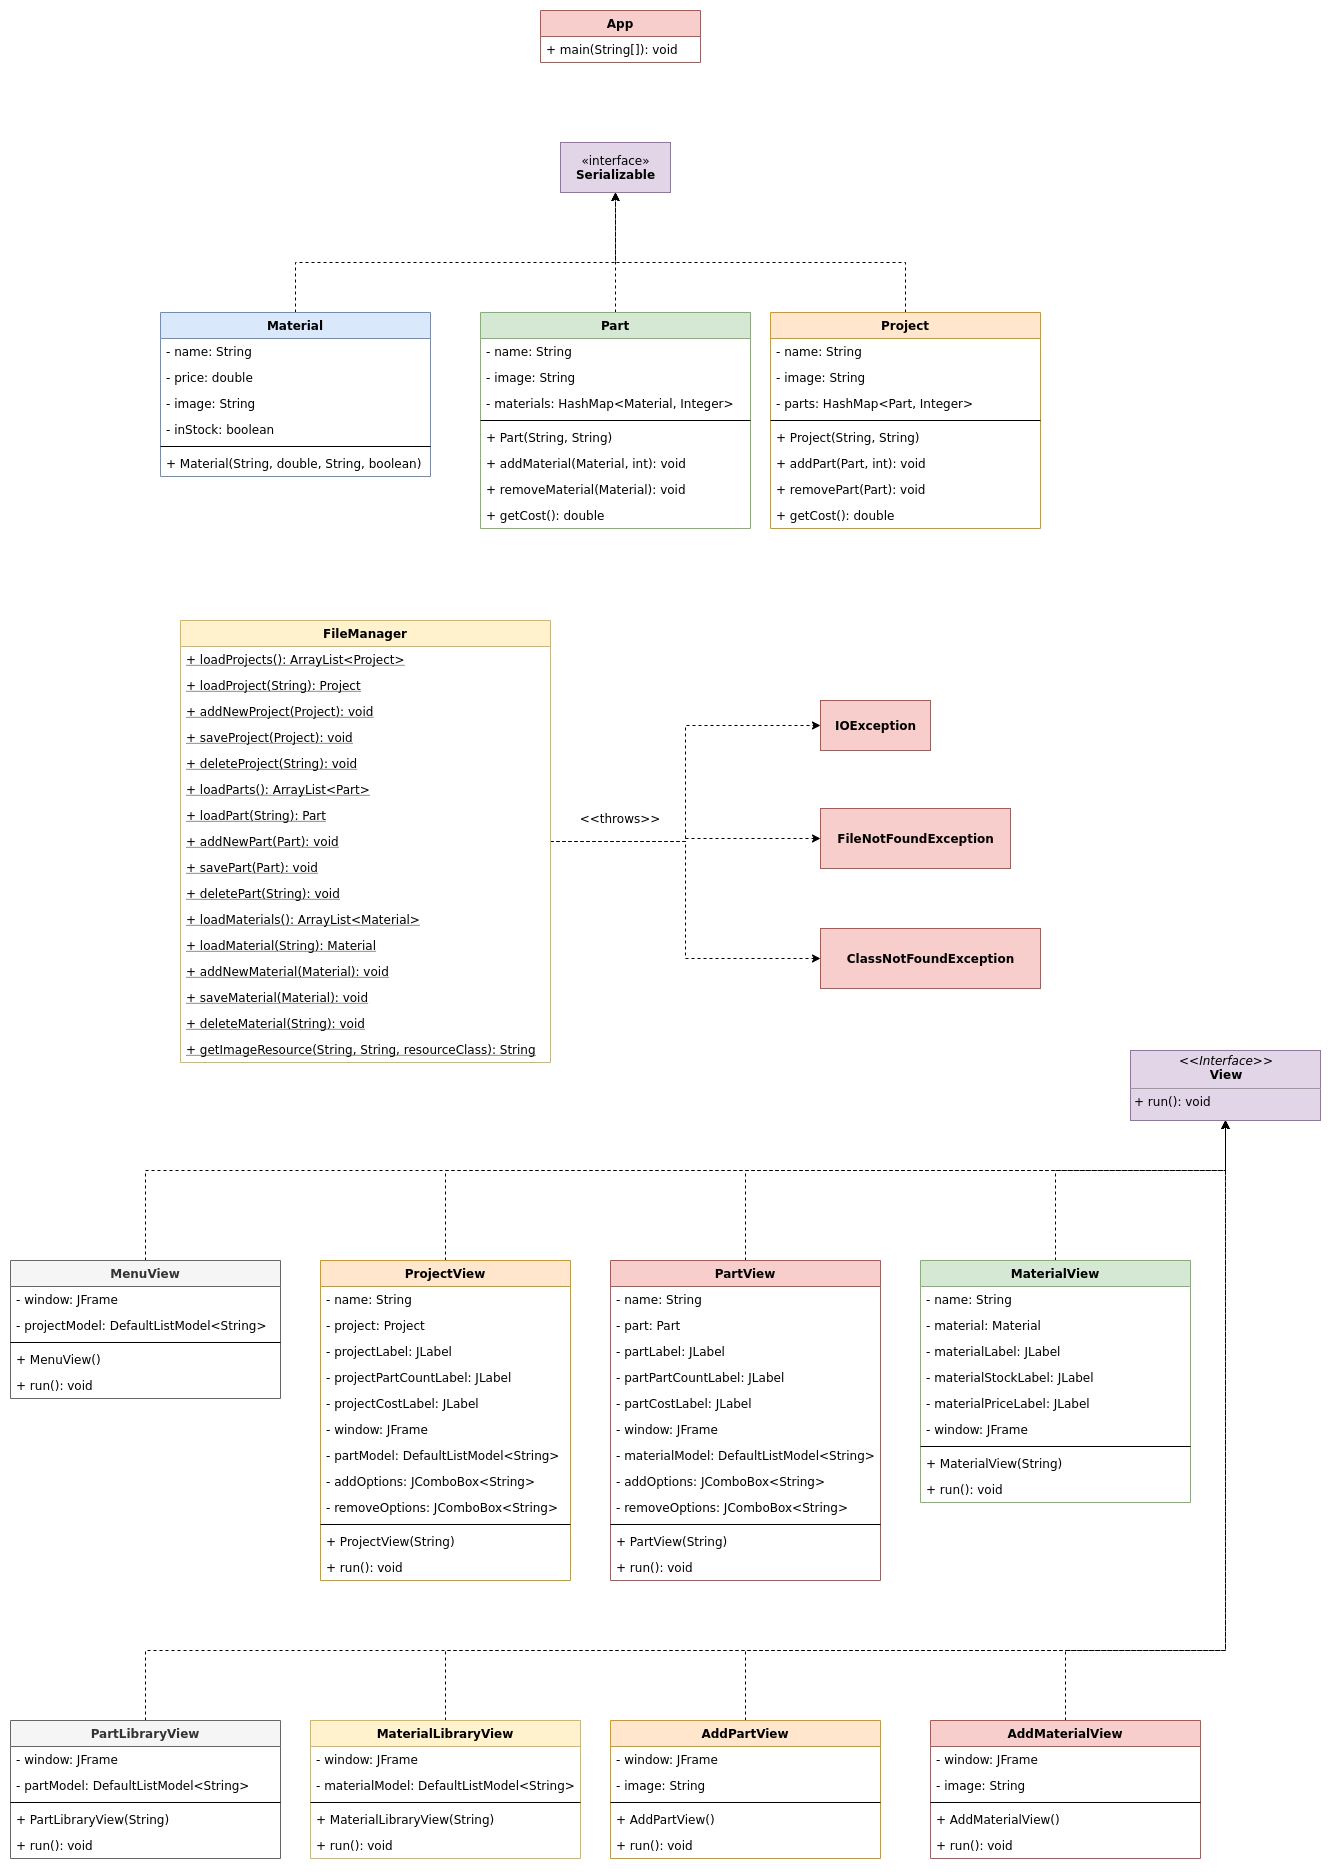 App
+ main(String[]): void
«interface»
Serializable
Material
- name: String
- price: double
- image: String
- inStock: boolean
+ Material(String, double, String, boolean)
Part
- name: String
- image: String
- materials: HashMap<Material, Integer>
+ Part(String, String)
+ addMaterial(Material, int): void
+ removeMaterial(Material): void
+ getCost(): double
Project
- name: String
- image: String
- parts: HashMap<Part, Integer>
+ Project(String, String)
+ addPart(Part, int): void
+ removePart(Part): void
+ getCost(): double
FileManager
+ loadProjects(): ArrayList<Project>
+ loadProject(String): Project
+ addNewProject(Project): void
+ saveProject(Project): void
+ deleteProject(String): void
+ loadParts(): ArrayList<Part>
+ loadPart(String): Part
+ addNewPart(Part): void
+ savePart(Part): void
+ deletePart(String): void
+ loadMaterials(): ArrayList<Material>
+ loadMaterial(String): Material
+ addNewMaterial(Material): void
+ saveMaterial(Material): void
+ deleteMaterial(String): void
+ getImageResource(String, String, resourceClass): String
<<throws>>
IOException
FileNotFoundException
ClassNotFoundException
<<Interface>>
View
+ run(): void
MenuView
- window: JFrame
- projectModel: DefaultListModel<String>
+ MenuView()
+ run(): void
ProjectView
- name: String
- project: Project
- projectLabel: JLabel
- projectPartCountLabel: JLabel
- projectCostLabel: JLabel
- window: JFrame
- partModel: DefaultListModel<String>
- addOptions: JComboBox<String>
- removeOptions: JComboBox<String>
+ ProjectView(String)
+ run(): void
PartView
- name: String
- part: Part
- partLabel: JLabel
- partPartCountLabel: JLabel
- partCostLabel: JLabel
- window: JFrame
- materialModel: DefaultListModel<String>
- addOptions: JComboBox<String>
- removeOptions: JComboBox<String>
+ PartView(String)
+ run(): void
MaterialView
- name: String
- material: Material
- materialLabel: JLabel
- materialStockLabel: JLabel
- materialPriceLabel: JLabel
- window: JFrame
+ MaterialView(String)
+ run(): void
PartLibraryView
- window: JFrame
- partModel: DefaultListModel<String>
+ PartLibraryView(String)
+ run(): void
MaterialLibraryView
- window: JFrame
- materialModel: DefaultListModel<String>
+ MaterialLibraryView(String)
+ run(): void
AddPartView
- window: JFrame
- image: String
+ AddPartView()
+ run(): void
AddMaterialView
- window: JFrame
- image: String
+ AddMaterialView()
+ run(): void